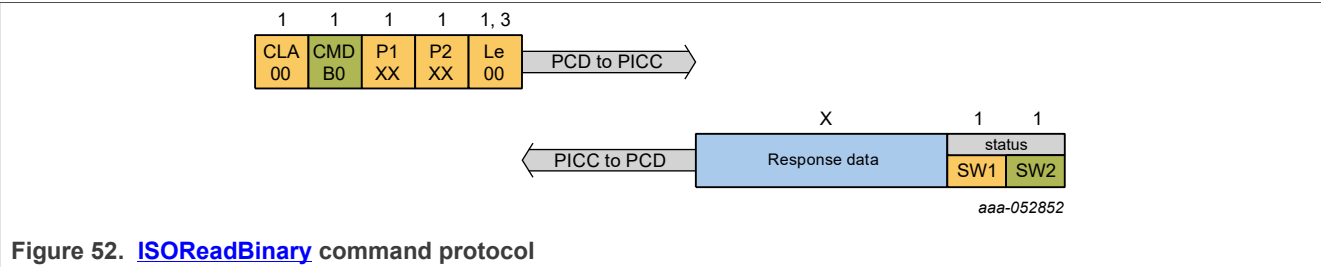 1 1 1 1 1, 3
CLA CMD P1 P2 Le
00 B0 XX XX 00
PCD to PICC
X 1 1
PICC to PCD
Response data
status
SW1 SW2
aaa-052852
Figure 52. ISOReadBinary command protocol